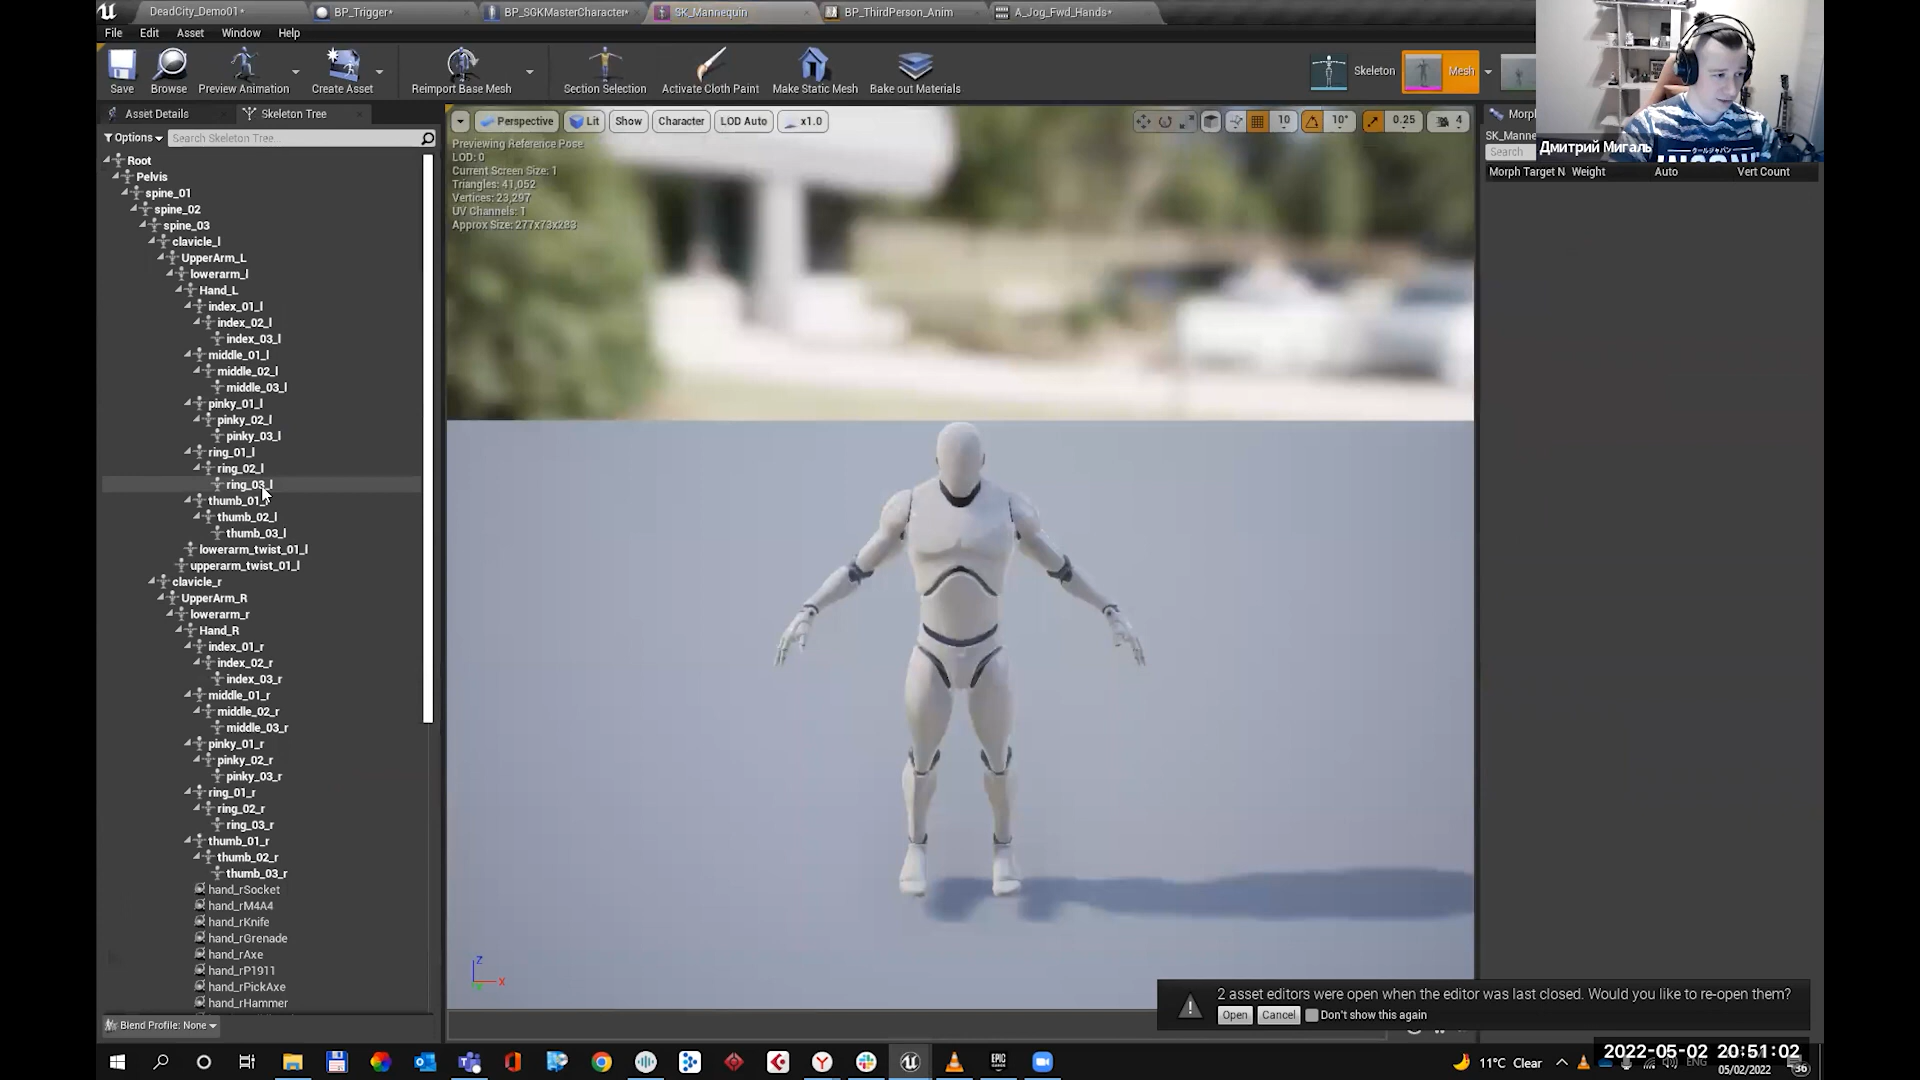 DeadCity_Demo01*
BP_Trigger*
BP_SGKMasterCharacter*
SK_Mannequin
BP_ThirdPerson_Anim
A_Jog_Fwd_Hands*
File Edit Asset Window Help
Save
Browse
Preview Animation
Create Asset
Reimport Base Mesh
Section Selection
Activate Cloth Paint
Make Static Mesh
Bake out Materials
Skeleton
Mesh
Asset Details
Skeleton Tree
Options
Search Skeleton Tree
Root
Pelvis
spine_01
spine_02
spine_03
clavicle_l
UpperArm_L
lowerarm_l
Hand_L
index_01_l
index_02_l
index_03_l
middle_01_l
middle_02_l
middle_03_l
pinky_01_l
pinky_02_l
pinky_03_l
ring_01_l
ring_02_l
ring_03_l
thumb_01_l
thumb_02_l
thumb_03_l
lowerarm_twist_01_l
upperarm_twist_01_l
clavicle_r
UpperArm_R
lowerarm_r
Hand_R
index_01_r
index_02_r
index_03_r
middle_01_r
middle_02_r
middle_03_r
pinky_01_r
pinky_02_r
pinky_03_r
ring_01_r
ring_02_r
ring_03_r
thumb_01_r
thumb_02_r
thumb_03_r
hand_rSocket
hand_rM4A4
hand_rKnife
hand_rGrenade
hand_rAxe
hand_rP1911
hand_rPickAxe
hand_rHammer
Blend Profile: None
Perspective Lit Show Character LOD Auto x1.0
10 10° 0.25 4
Previewing Reference Pose
LOD: 0
Current Screen Size: 1
Triangles: 41,052
Vertices: 23,297
UV Channels: 1
Approx Size: 277x73x283
Z
X
Morp
SK_Manne
Search
Дмитрий Мигаль
Morph Target N Weight Auto Vert Count
2 asset editors were open when the editor was last closed. Would you like to re-open them?
Open Cancel Don't show this again
EPIC
11°C Clear
ENG
2022-05-02 20:51:02
05/02/2022
36